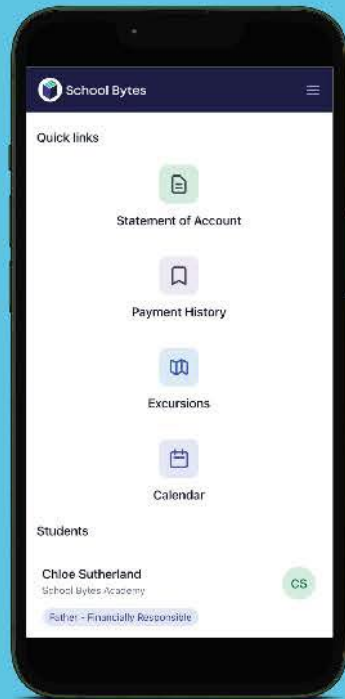 School Bytes
Quick links
Statement of Account
Payment History
Excursions
Calendar
Students
Chloe Sutherland
CS
School Bytes Academy
Father - Financially Responsible